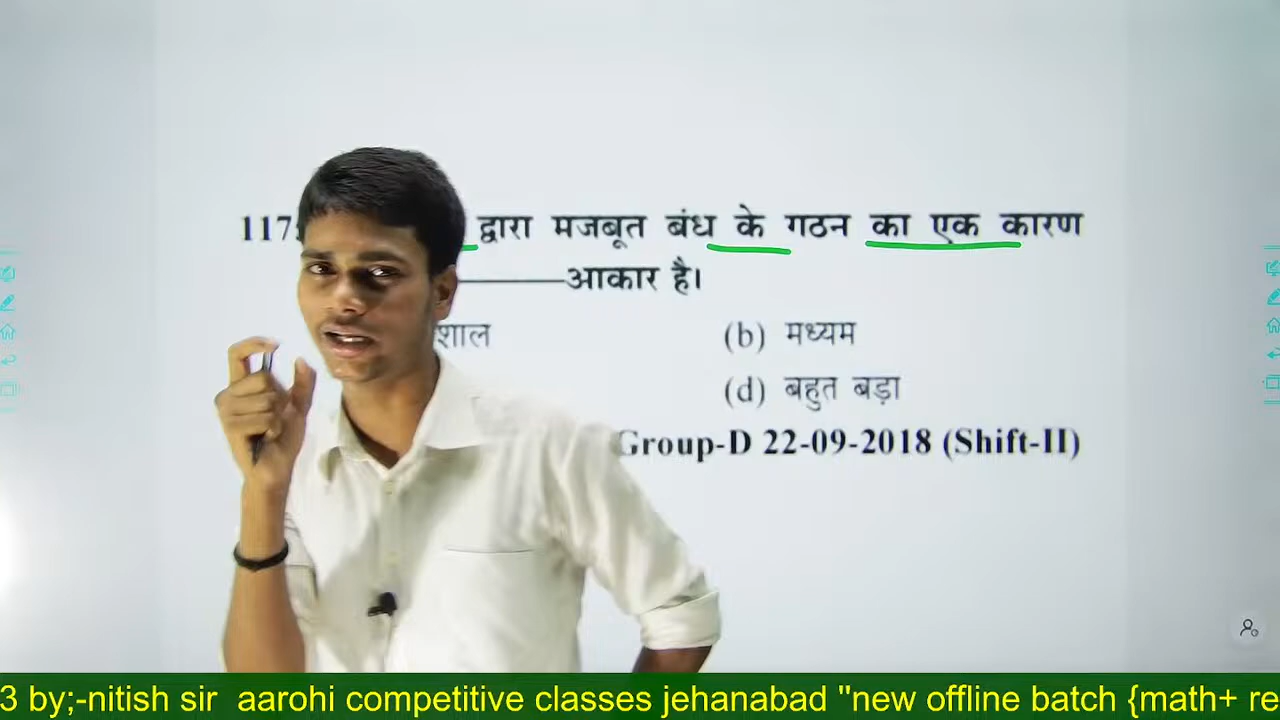 117. द्वारा मजबूत बंध के गठन का एक कारण
आकार है।
(b) मध्यम
(d) बहुत बड़ा
Group-D 22-09-2018 (Shift-II)
3 by;-nitish sir aarohi competitive classes jehanabad "new offline batch {math+ re